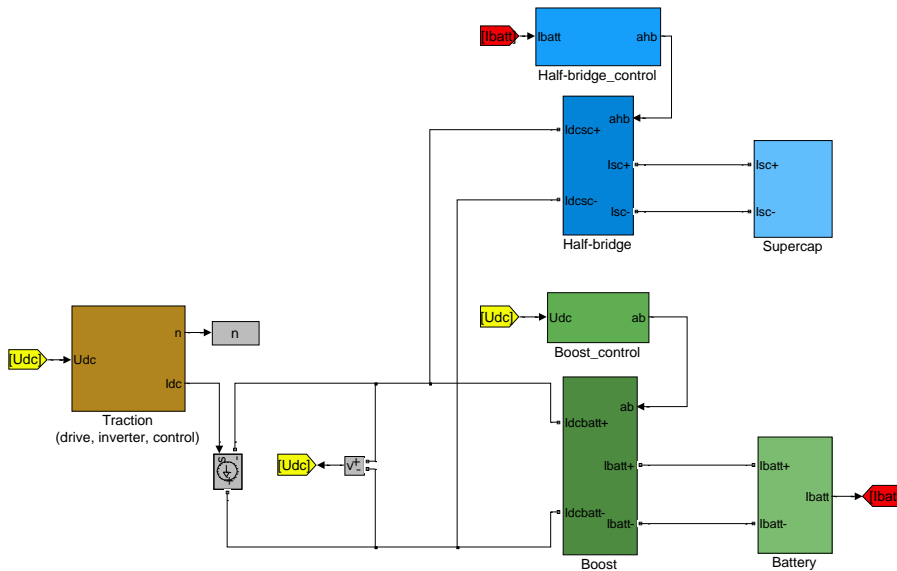 [Ibatt]
Ibatt
ahb
Half-bridge_control
ahb
Idcsc+
Idcsc-
Isc+
Isc-
Half-bridge
Isc+
Isc-
Supercap
[Udc]
Udc
ab
Boost_control
[Udc]
Udc
n
Idc
n
Traction
(drive, inverter, control)
s
-
+
[Udc]
v
+
-
ab
Idcbatt+
Ibatt+
Idcbatt-
Ibatt-
Boost
Ibatt+
Ibatt
Ibatt-
Battery
[Ibat